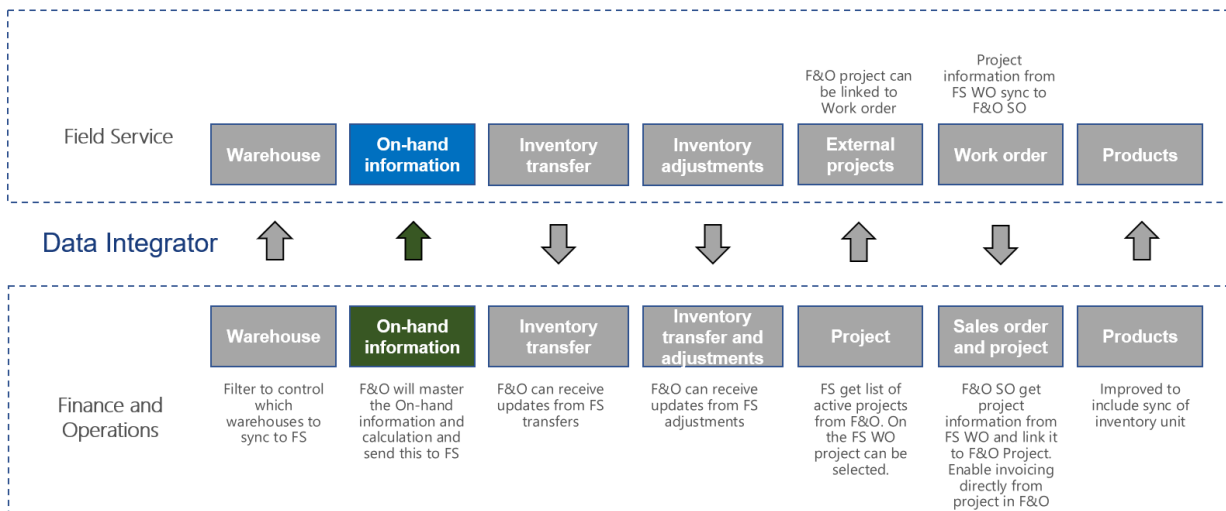 F&O project can
be linked to
Work order
Project
information from
FS WO sync to
F&O SO
Field Service
Warehouse
On-hand
information
Inventory
transfer
Inventory
adjustments
External
projects
Work order
Products
Data Integrator
Finance and
Operations
Warehouse
On-hand
information
Inventory
transfer
Inventory
transfer and
adjustments
Project
Sales order
and project
Products
Filter to control
which
warehouses to
sync to FS
F&O will master
the On-hand
information and
calculation and
send this to FS
F&O can receive
updates from FS
transfers
F&O can receive
updates from FS
adjustments
FS get list of
active projects
from F&O. On
the FS WO
project can be
selected.
F&O SO get
project
information from
FS WO and link it
to F&O Project.
Enable invoicing
directly from
project in F&O
Improved to
include sync of
inventory unit